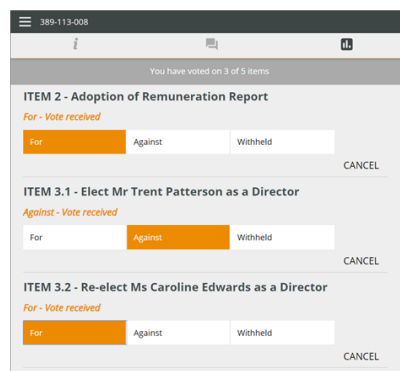 389-113-008
i
You have voted on 3 of 5 items
ITEM 2 - Adoption of Remuneration Report
For - Vote received
For Against Withheld
CANCEL
ITEM 3.1 - Elect Mr Trent Patterson as a Director
Against - Vote received
For Against Withheld
CANCEL
ITEM 3.2 - Re-elect Ms Caroline Edwards as a Director
For - Vote received
For Against Withheld
CANCEL